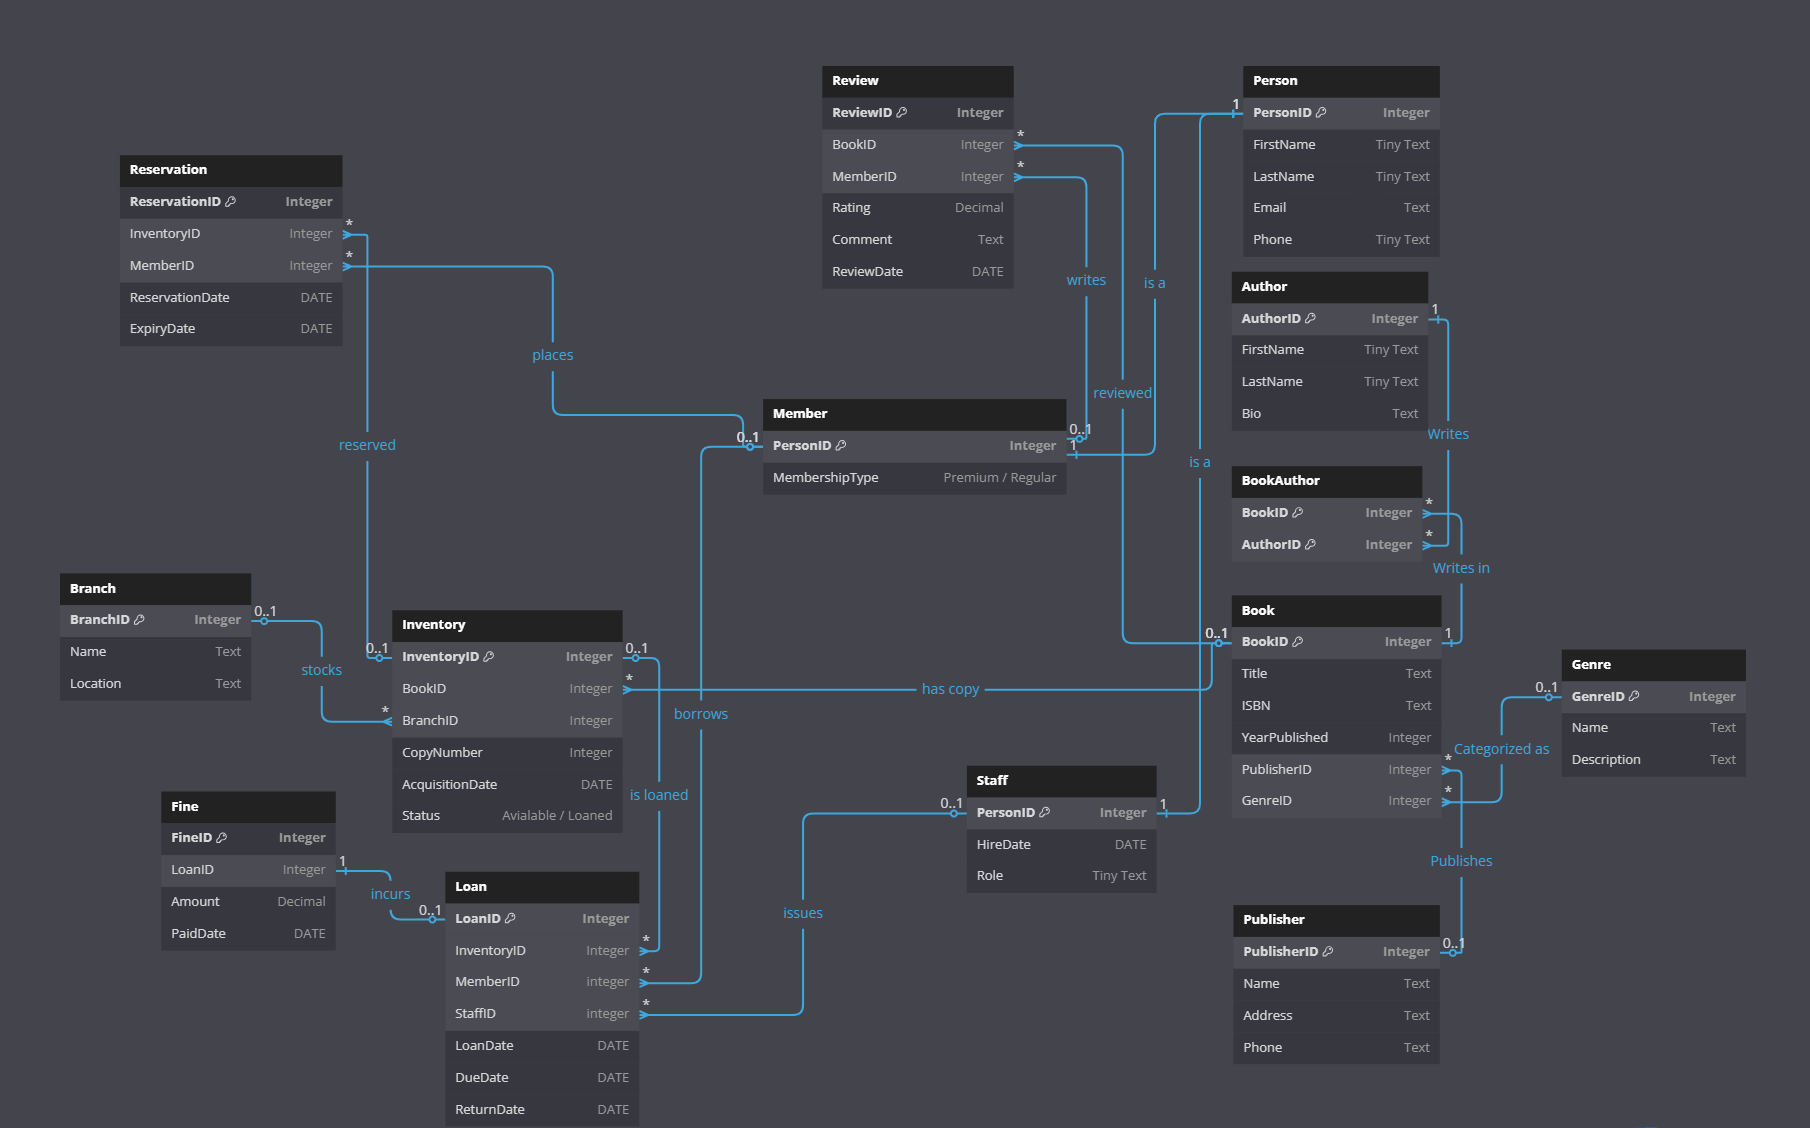 Review
ReviewID Integer
BookID Integer
MemberID Integer
Rating Decimal
Comment Text
ReviewDate DATE
Person
PersonID Integer
FirstName Tiny Text
LastName Tiny Text
Email Text
Phone Tiny Text
Reservation
ReservationID Integer
InventoryID Integer
MemberID Integer
ReservationDate DATE
ExpiryDate DATE
Author
AuthorID Integer
FirstName Tiny Text
LastName Tiny Text
Bio Text
Member
PersonID Integer
MembershipType Premium / Regular
BookAuthor
BookID Integer
AuthorID Integer
Branch
BranchID Integer
Name Text
Location Text
Inventory
InventoryID Integer
BookID Integer
BranchID Integer
CopyNumber Integer
AcquisitionDate DATE
Status Avialable / Loaned
Book
BookID Integer
Title Text
ISBN Text
YearPublished Integer
PublisherID Integer
GenreID Integer
Genre
GenreID Integer
Name Text
Description Text
Fine
FineID Integer
LoanID Integer
Amount Decimal
PaidDate DATE
Staff
PersonID Integer
HireDate DATE
Role Tiny Text
Loan
LoanID Integer
InventoryID Integer
MemberID integer
StaffID integer
LoanDate DATE
DueDate DATE
ReturnDate DATE
Publisher
PublisherID Integer
Name Text
Address Text
Phone Text
writes
is a
places
reviewed
reserved
is a
Writes
Writes in
stocks
has copy
borrows
Categorized as
is loaned
Publishes
incurs
issues
*
*
1
*
*
1
0..1
0..1
1
*
*
0..1
0..1
0..1
*
*
0..1
1
0..1
*
*
0..1
1
1
0..1
*
*
*
0..1